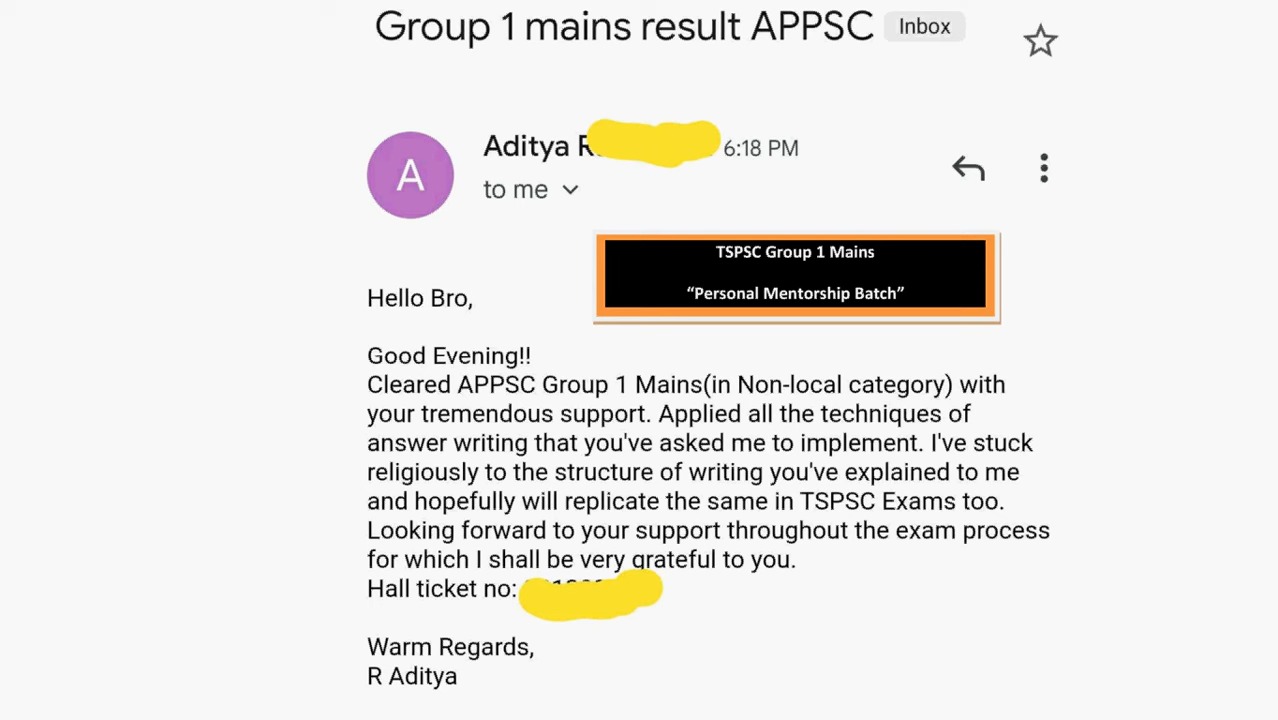 Group 1 mains result APPSC Inbox
A
Aditya R 6:18 PM
to me
TSPSC Group 1 Mains
“Personal Mentorship Batch”
Hello Bro,
Good Evening!!
Cleared APPSC Group 1 Mains(in Non-local category) with
your tremendous support. Applied all the techniques of
answer writing that you've asked me to implement. I've stuck
religiously to the structure of writing you've explained to me
and hopefully will replicate the same in TSPSC Exams too.
Looking forward to your support throughout the exam process
for which I shall be very grateful to you.
Hall ticket no:
Warm Regards,
R Aditya